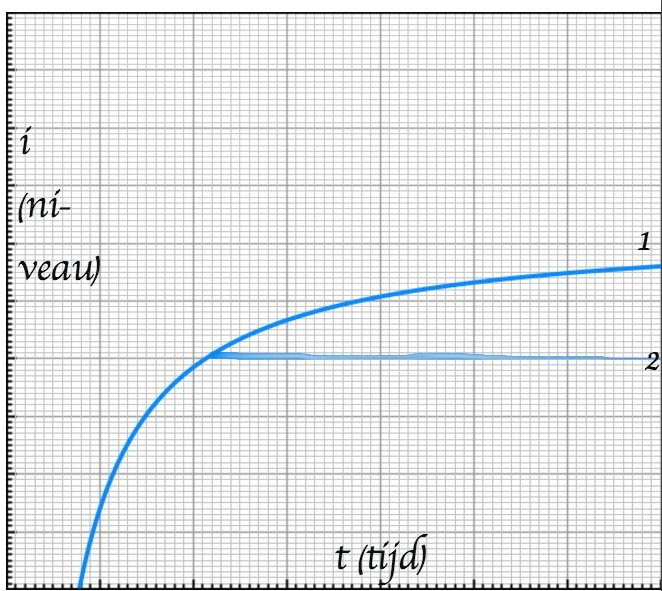 i
(ni-
veau)
1
2
t (tijd)